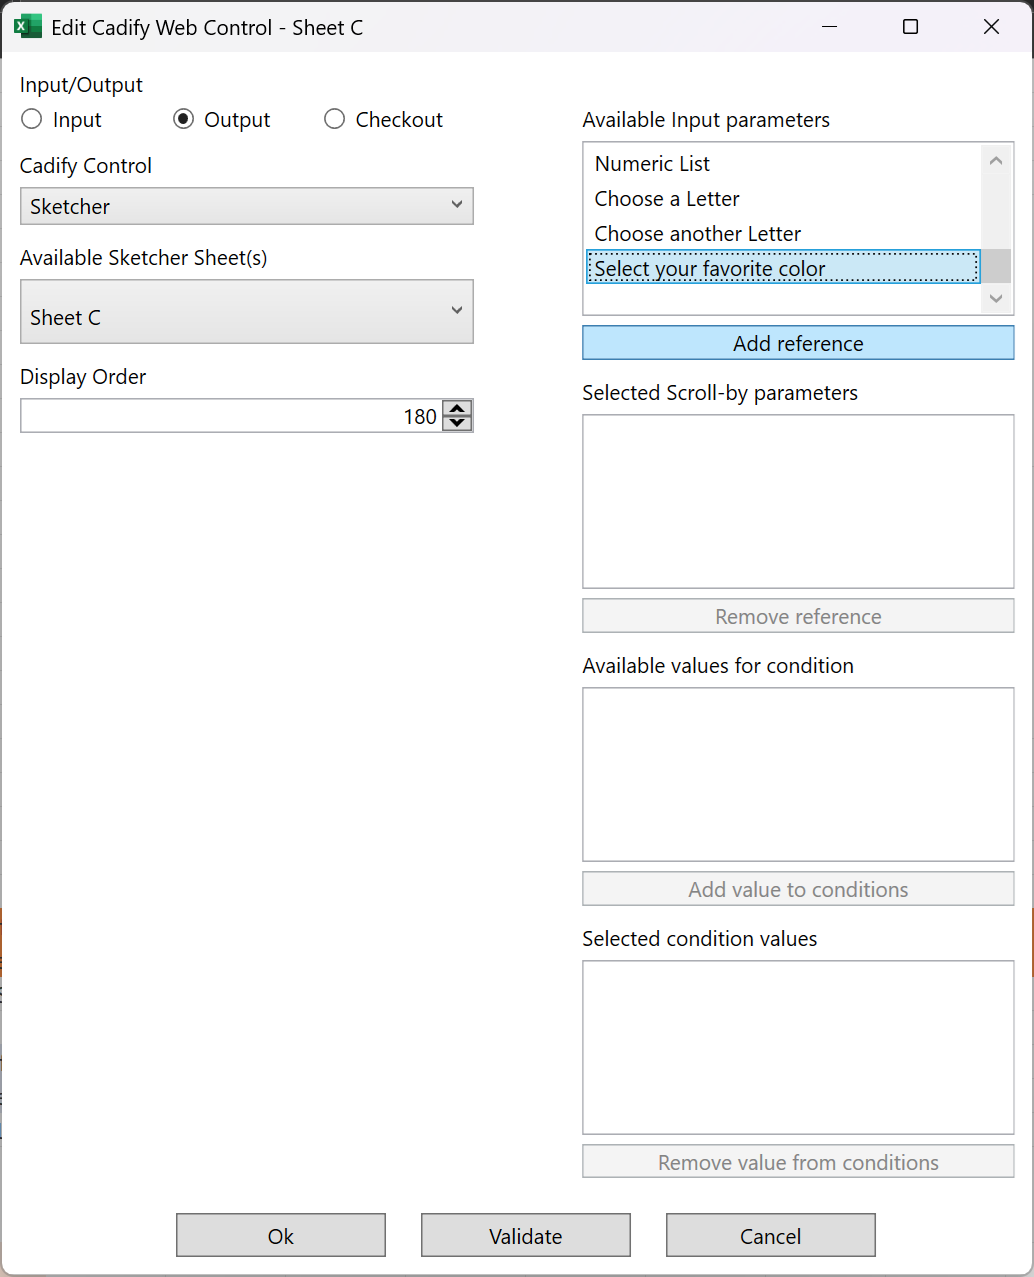 Edit Cadify Web Control - Sheet C
Input/Output
Input
Output
Checkout
Cadify Control
Sketcher
Available Sketcher Sheet(s)
Sheet C
Display Order
180
Available Input parameters
Numeric List
Choose a Letter
Choose another Letter
Select your favorite color
Add reference
Selected Scroll-by parameters
Remove reference
Available values for condition
Add value to conditions
Selected condition values
Remove value from conditions
Ok
Validate
Cancel